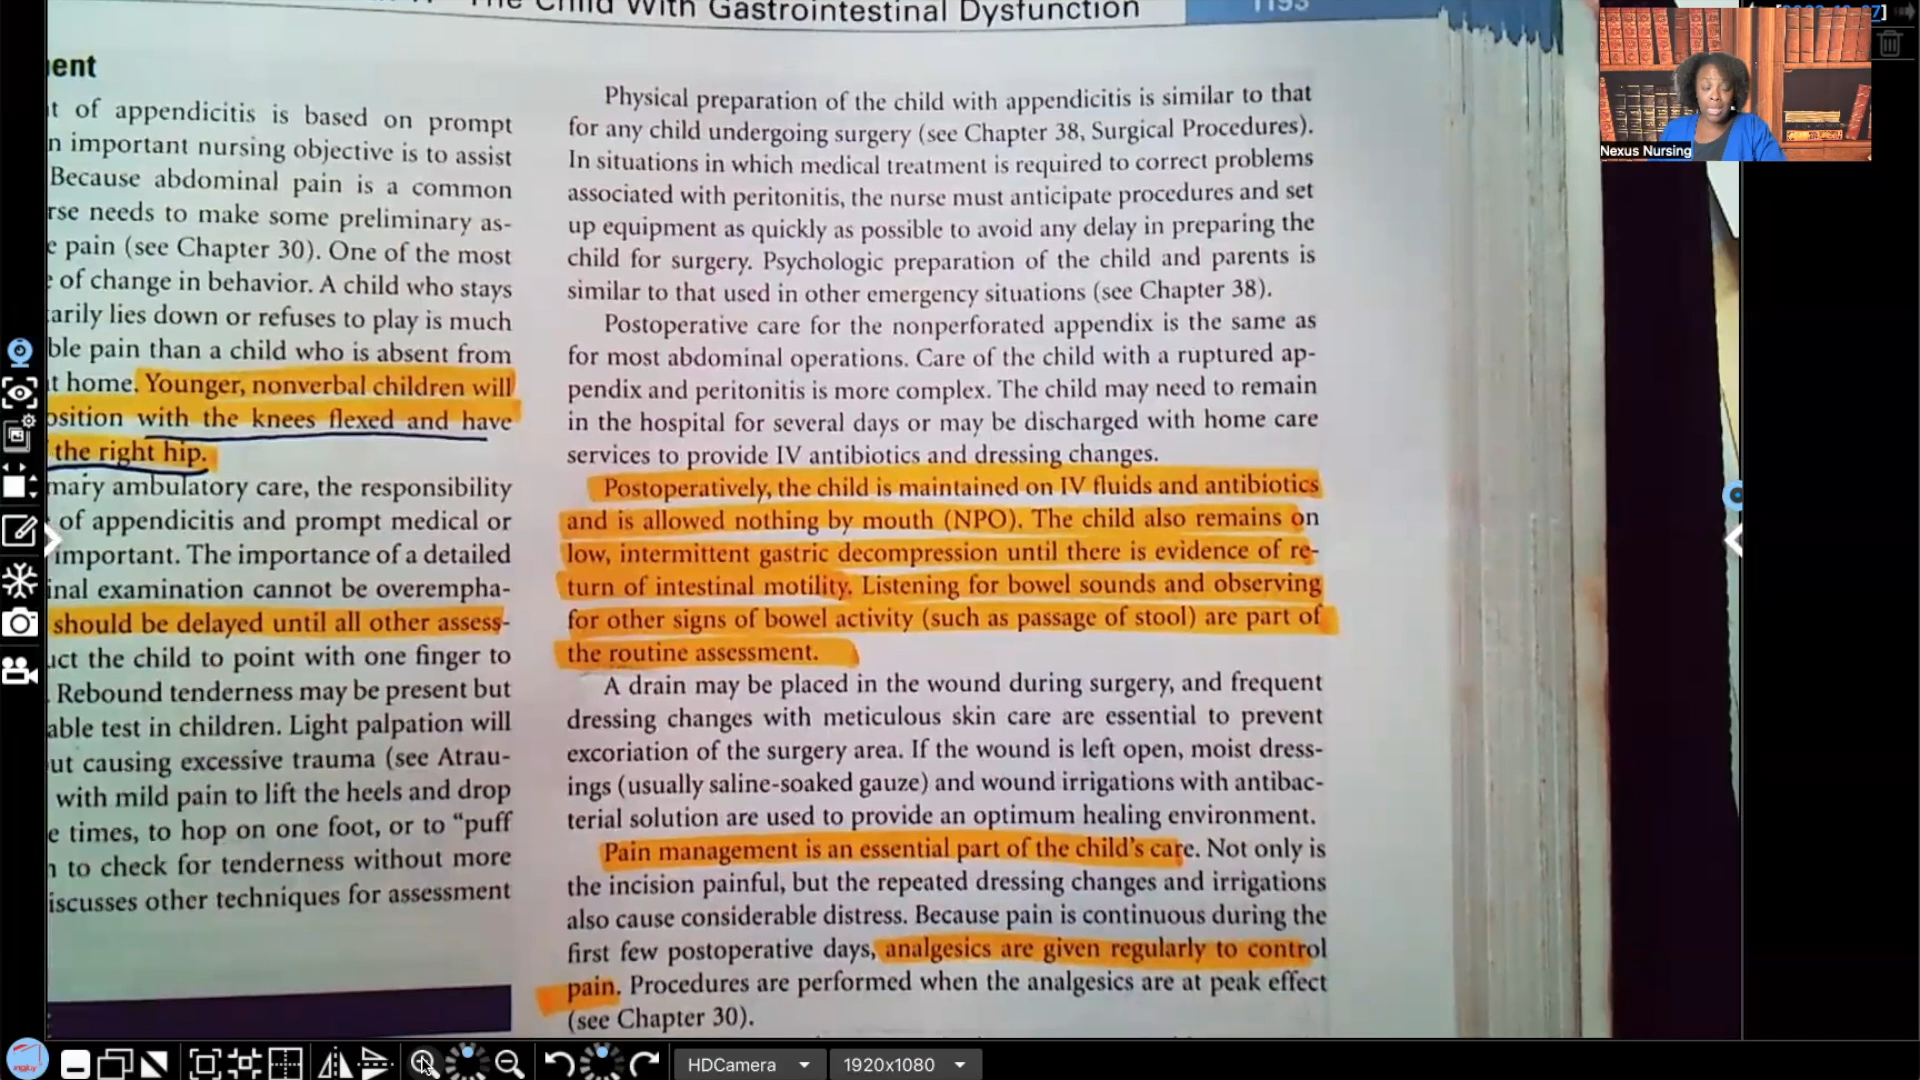 The Child With Gastrointestinal Dysfunction
1193
Nexus Nursing
ent
t of appendicitis is based on prompt
n important nursing objective is to assist
Because abdominal pain is a common
rse needs to make some preliminary as-
e pain (see Chapter 30). One of the most
e of change in behavior. A child who stays
arily lies down or refuses to play is much
ble pain than a child who is absent from
t home. Younger, nonverbal children will
osition with the knees flexed and have
the right hip.
mary ambulatory care, the responsibility
of appendicitis and prompt medical or
important. The importance of a detailed
inal examination cannot be overempha-
should be delayed until all other assess-
uct the child to point with one finger to
Rebound tenderness may be present but
able test in children. Light palpation will
ut causing excessive trauma (see Atrau-
with mild pain to lift the heels and drop
e times, to hop on one foot, or to “puff
n to check for tenderness without more
iscusses other techniques for assessment
Physical preparation of the child with appendicitis is similar to that
for any child undergoing surgery (see Chapter 38, Surgical Procedures).
In situations in which medical treatment is required to correct problems
associated with peritonitis, the nurse must anticipate procedures and set
up equipment as quickly as possible to avoid any delay in preparing the
child for surgery. Psychologic preparation of the child and parents is
similar to that used in other emergency situations (see Chapter 38).
Postoperative care for the nonperforated appendix is the same as
for most abdominal operations. Care of the child with a ruptured ap-
pendix and peritonitis is more complex. The child may need to remain
in the hospital for several days or may be discharged with home care
services to provide IV antibiotics and dressing changes.
Postoperatively, the child is maintained on IV fluids and antibiotics
and is allowed nothing by mouth (NPO). The child also remains on
low, intermittent gastric decompression until there is evidence of re-
turn of intestinal motility. Listening for bowel sounds and observing
for other signs of bowel activity (such as passage of stool) are part of
the routine assessment.
A drain may be placed in the wound during surgery, and frequent
dressing changes with meticulous skin care are essential to prevent
excoriation of the surgery area. If the wound is left open, moist dress-
ings (usually saline-soaked gauze) and wound irrigations with antibac-
terial solution are used to provide an optimum healing environment.
Pain management is an essential part of the child's care. Not only is
the incision painful, but the repeated dressing changes and irrigations
also cause considerable distress. Because pain is continuous during the
first few postoperative days, analgesics are given regularly to control
pain. Procedures are performed when the analgesics are at peak effect
(see Chapter 30).
HDCamera
1920x1080